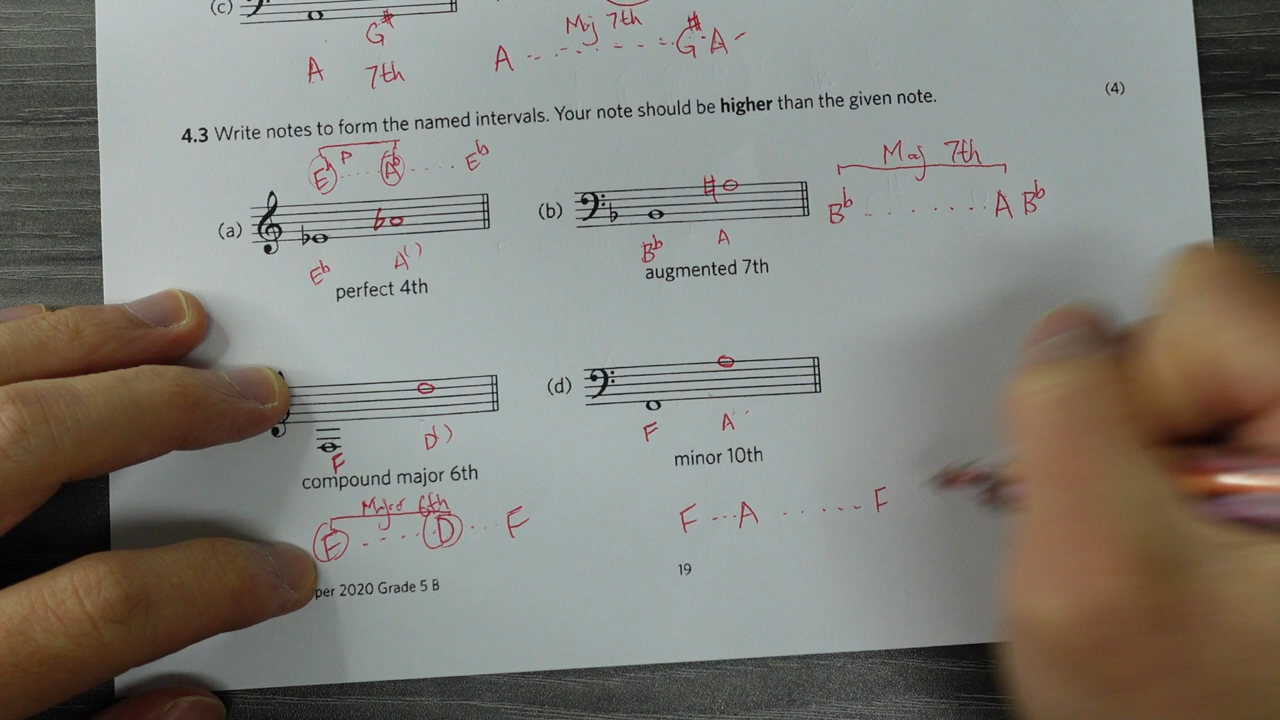 (c)
G#
A 7th
Maj 7th
A - - . . . . - - G# A -
4.3 Write notes to form the named intervals. Your note should be higher than the given note. (4)
E♭ P . . . A♭ . . . . E♭
(a)
E♭ A( )
perfect 4th
(b)
B♭ A
augmented 7th
Maj 7th
B♭ . . . . . . . A B♭
F D( )
compound major 6th
Major 6th
F . . . . D . . . F
(d)
F A
minor 10th
F . . . A . . . . . . F
19
per 2020 Grade 5 B